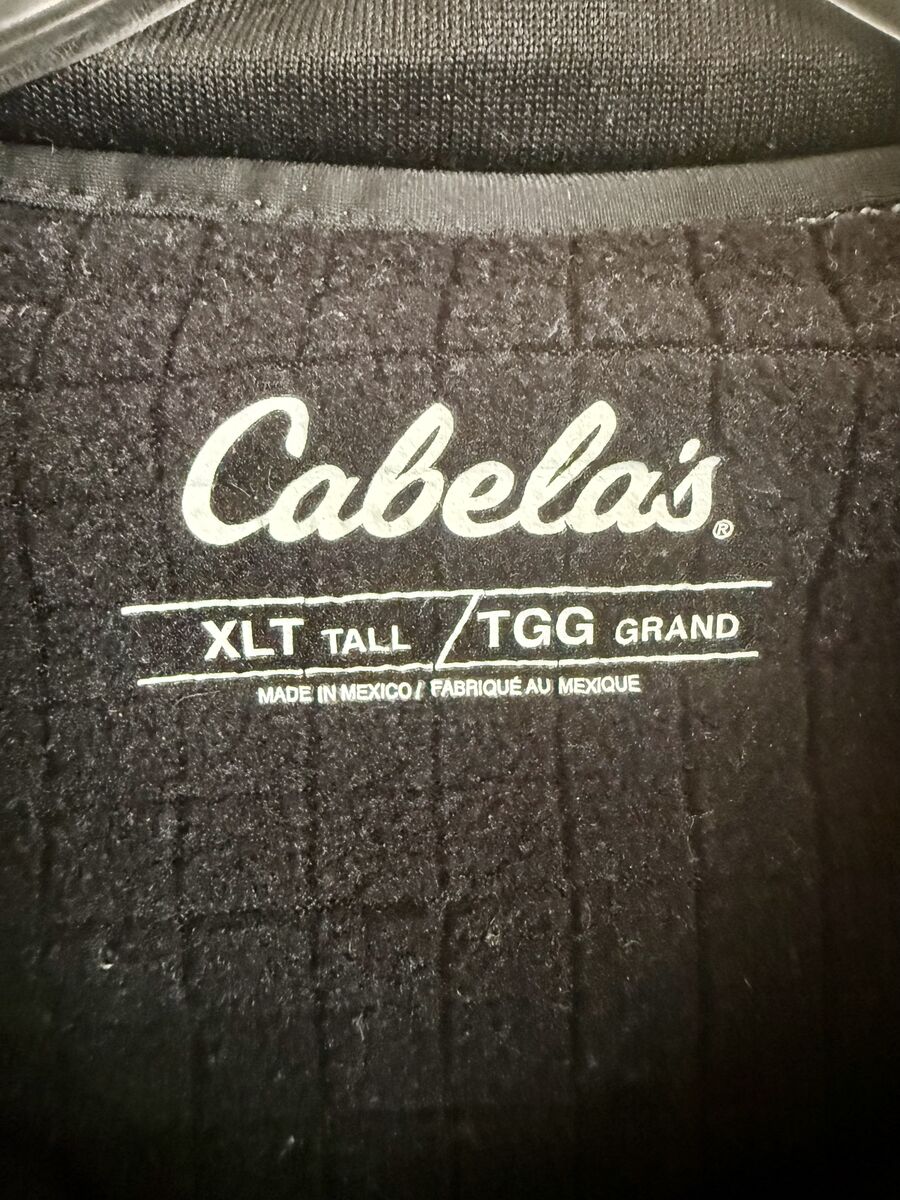 Cabela's®
XLT TALL / TGG GRAND
MADE IN MEXICO / FABRIQUÉ AU MEXIQUE